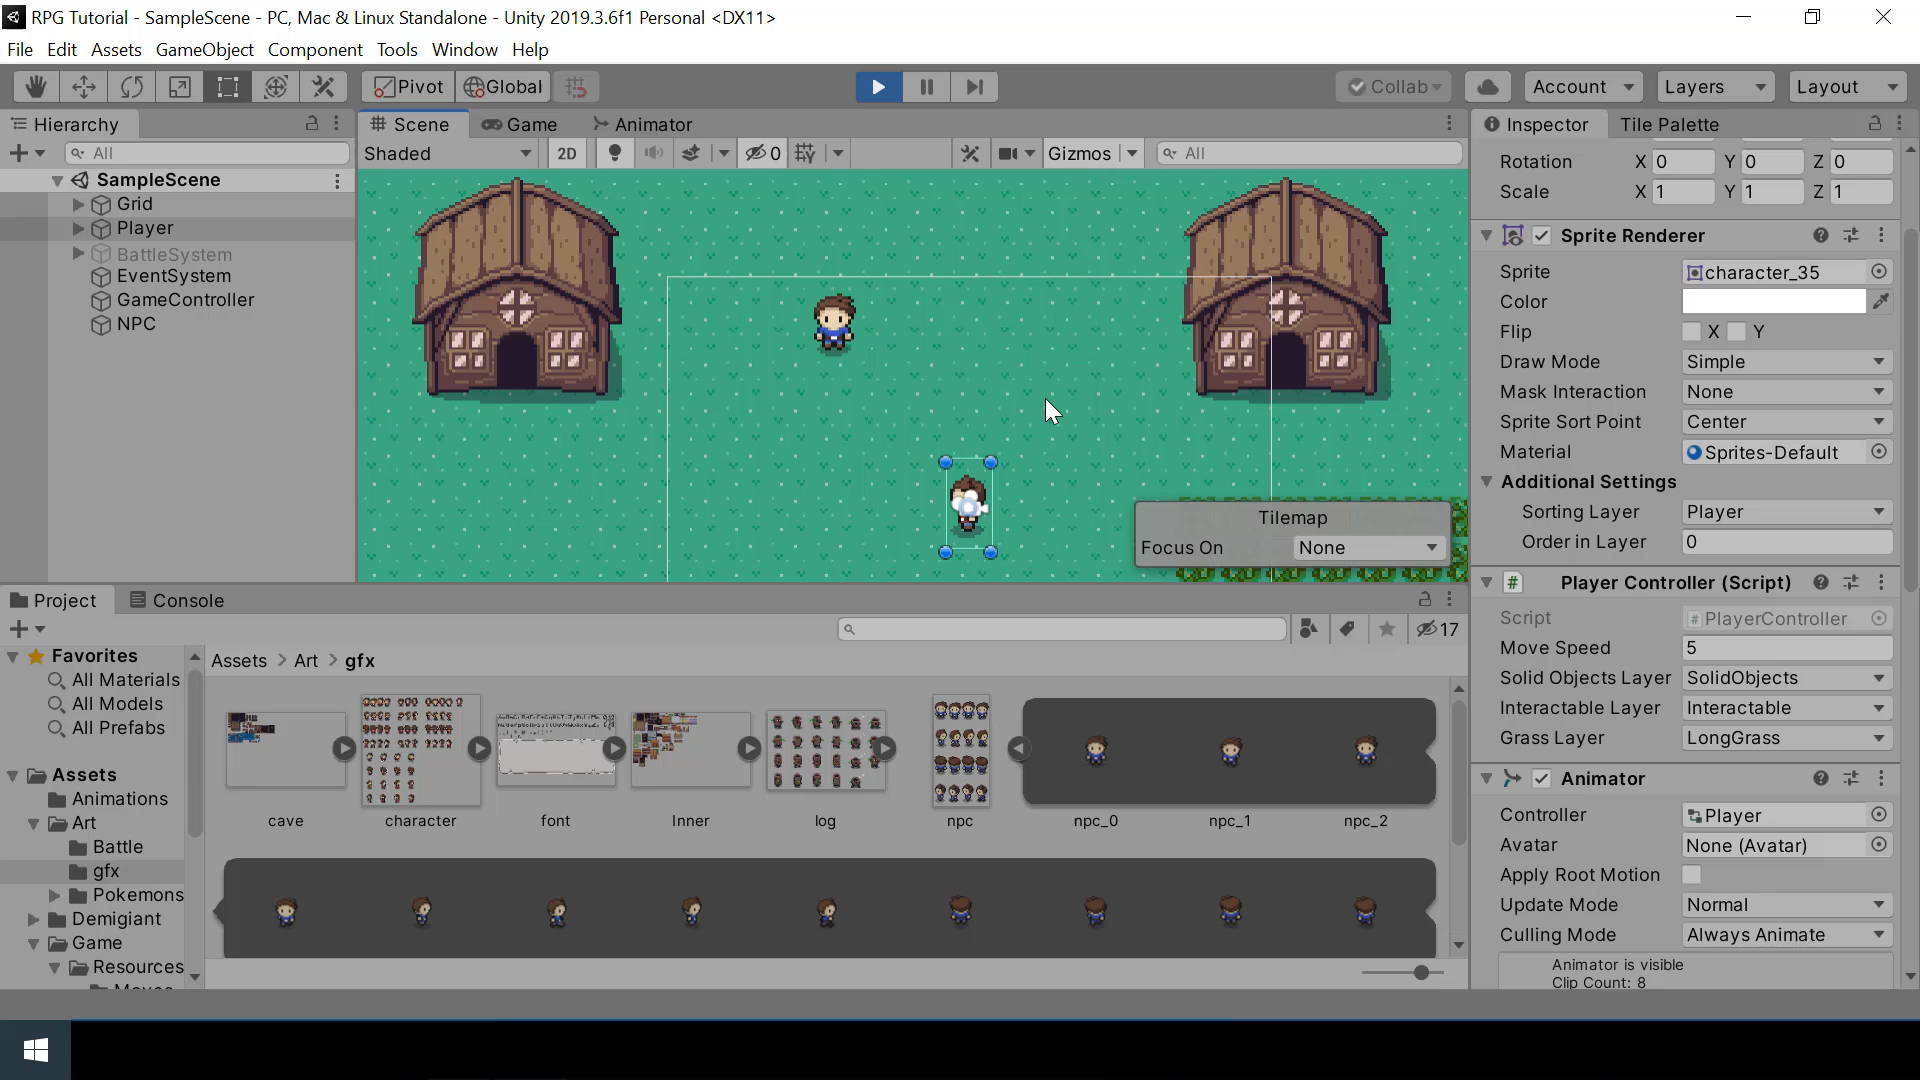 RPG Tutorial - SampleScene - PC, Mac & Linux Standalone - Unity 2019.3.6f1 Personal <DX11>
File Edit Assets GameObject Component Tools Window Help
Pivot Global Collab Account Layers Layout
Hierarchy Scene Game Animator Inspector Tile Palette
All Shaded 2D 0 Gizmos All
SampleScene
Grid
Player
BattleSystem
EventSystem
GameController
NPC
Tilemap
Focus On None
Rotation X 0 Y 0 Z 0
Scale X 1 Y 1 Z 1
Sprite Renderer
Sprite character_35
Color
Flip X Y
Draw Mode Simple
Mask Interaction None
Sprite Sort Point Center
Material Sprites-Default
Additional Settings
Sorting Layer Player
Order in Layer 0
# Player Controller (Script)
Script # PlayerController
Move Speed 5
Solid Objects Layer SolidObjects
Interactable Layer Interactable
Grass Layer LongGrass
Animator
Controller Player
Avatar None (Avatar)
Apply Root Motion
Update Mode Normal
Culling Mode Always Animate
Animator is visible
Clip Count: 8
Project Console
17
Favorites
All Materials
All Models
All Prefabs
Assets
Animations
Art
Battle
gfx
Pokemons
Demigiant
Game
Resources
Assets > Art > gfx
cave character font Inner log npc npc_0 npc_1 npc_2